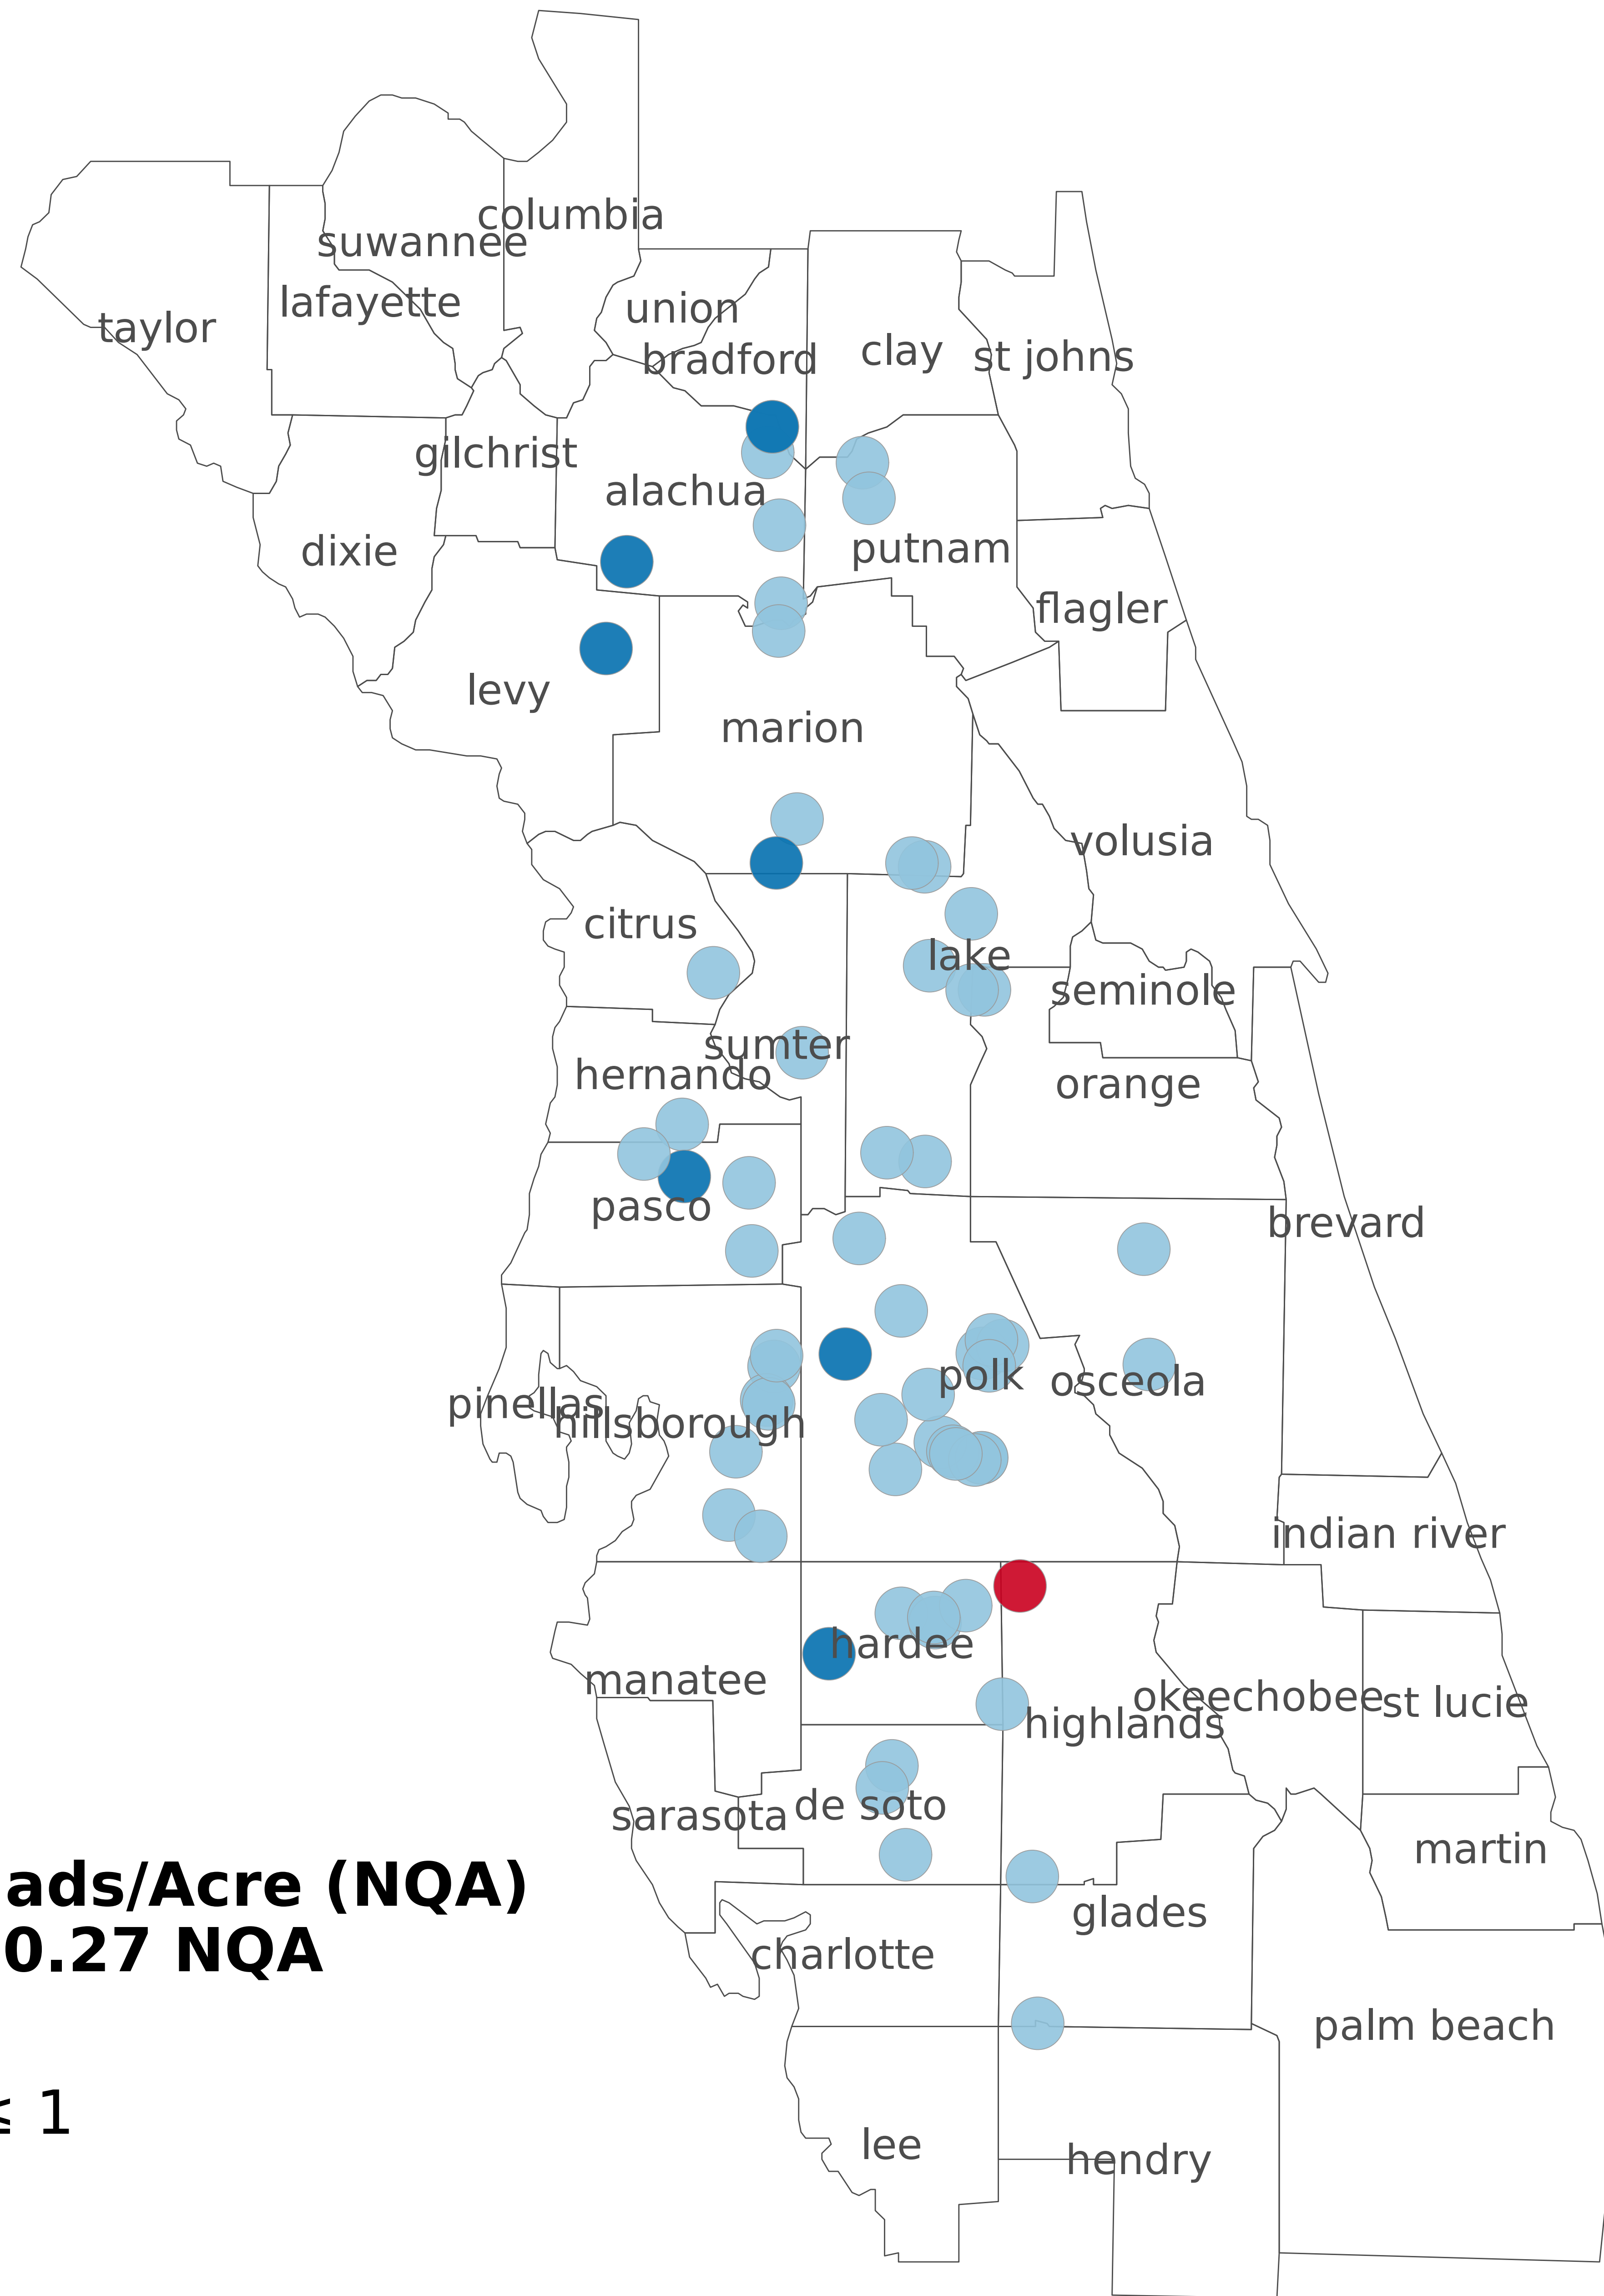 columbia
suwannee
lafayette
union
taylor
bradford
clay
st johns
gilchrist
alachua
dixie
putnam
flagler
levy
marion
volusia
citrus
lake
seminole
sumter
hernando
orange
pasco
brevard
polk
osceola
pinellas
hillsborough
indian river
hardee
manatee
okeechobee
st lucie
highlands
de soto
sarasota
martin
ads/Acre (NQA)
glades
0.27 NQA
charlotte
palm beach
≤ 1
lee
hendry